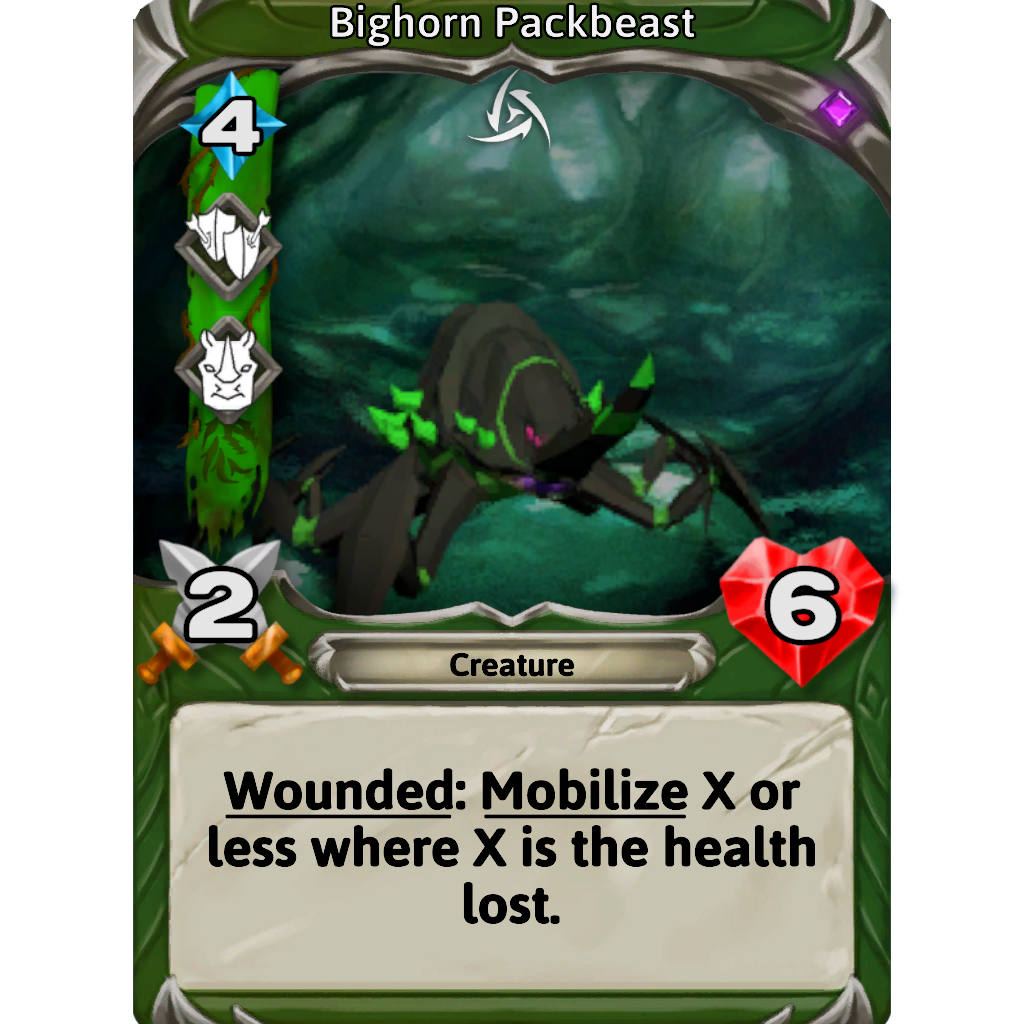 Bighorn Packbeast
4
2
6
Creature
Wounded: Mobilize X or
less where X is the health
lost.